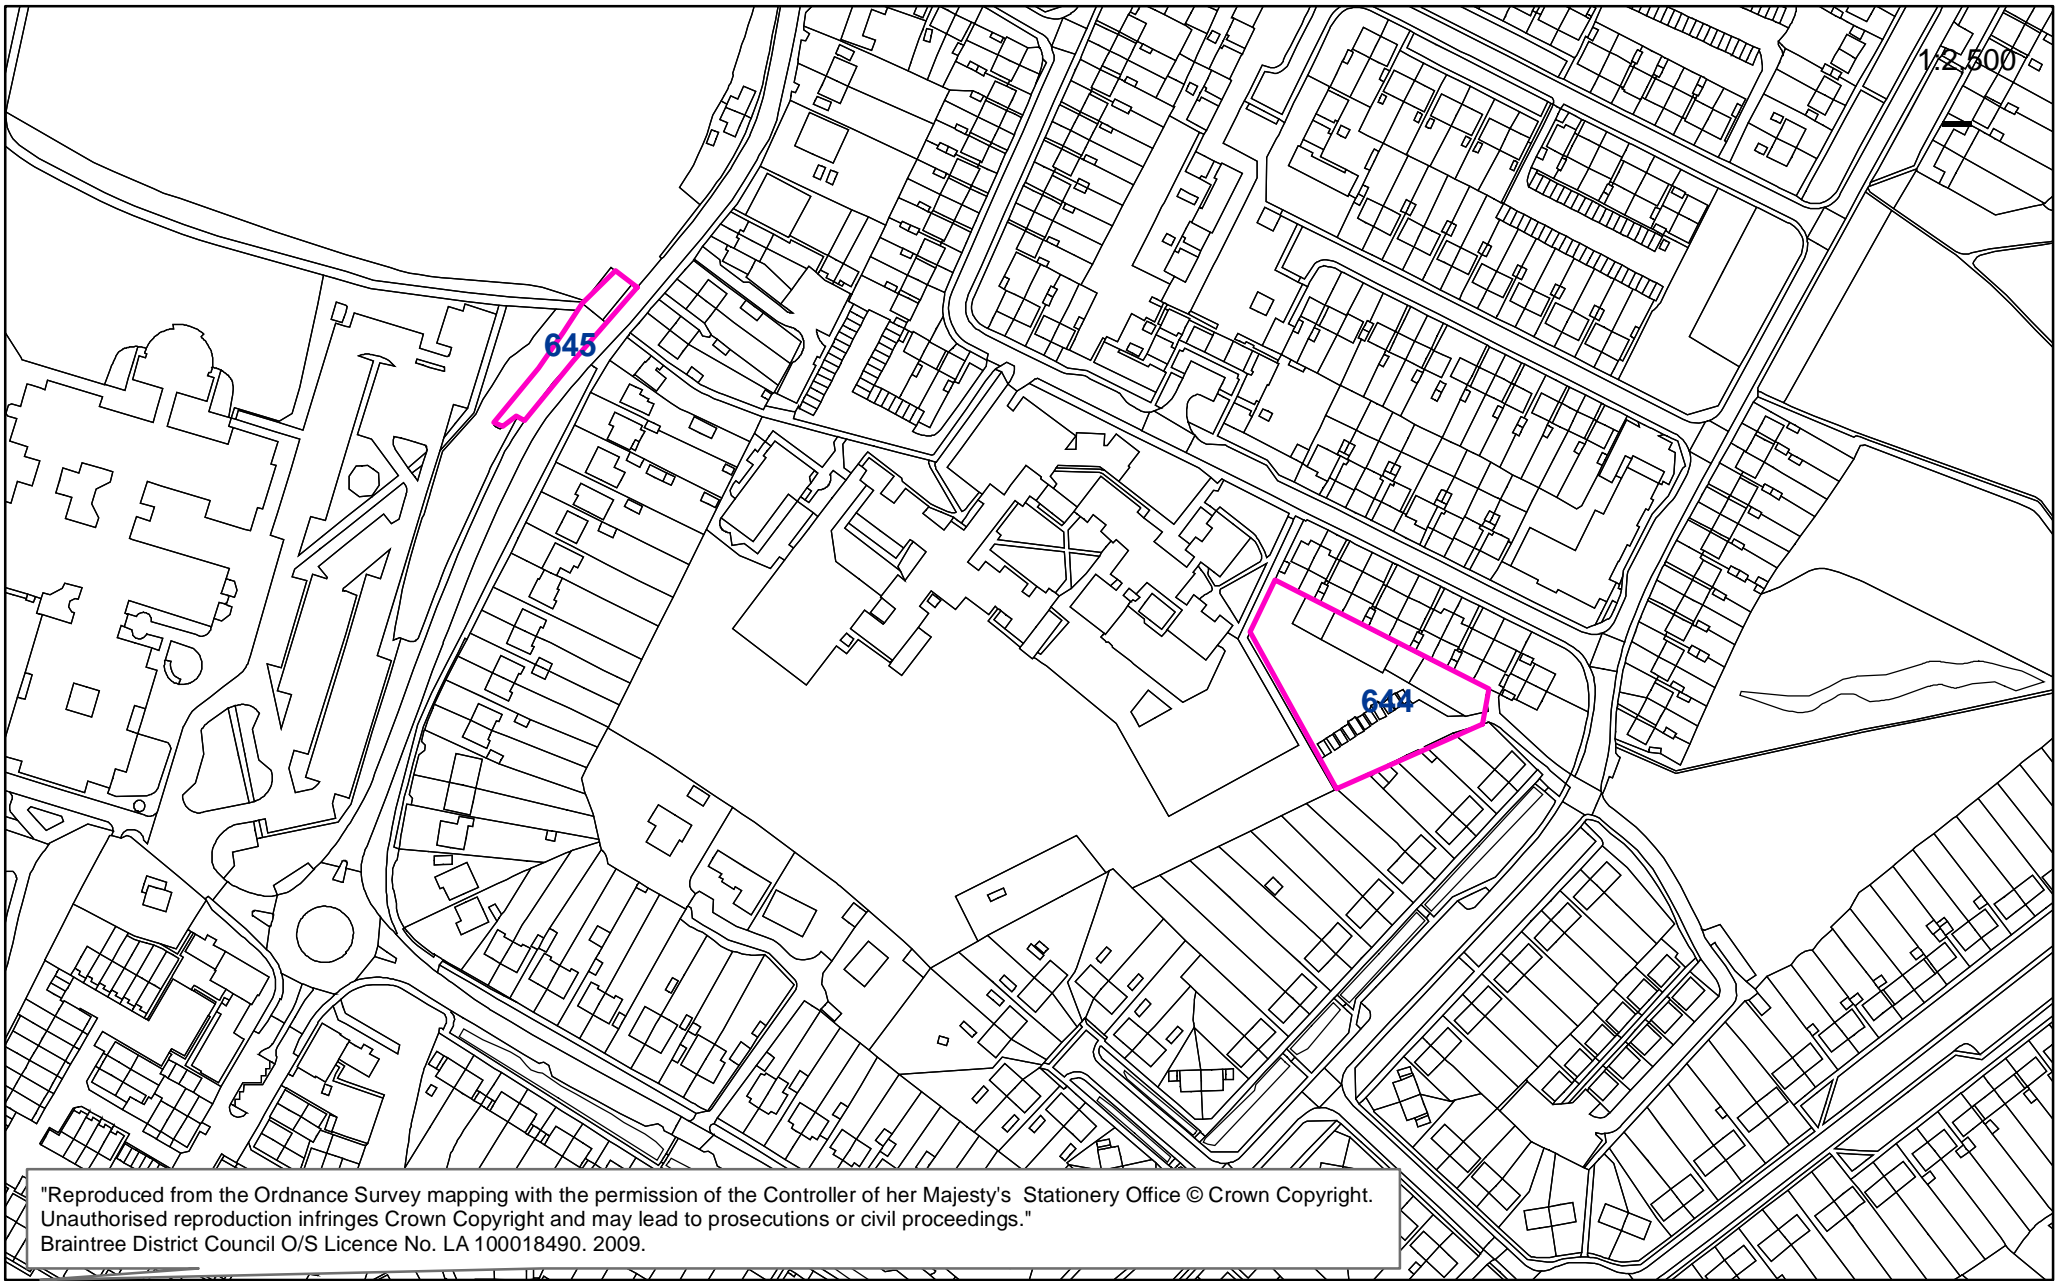 1:2,500
645
644
"Reproduced from the Ordnance Survey mapping with the permission of the Controller of her Majesty's Stationery Office © Crown Copyright.
Unauthorised reproduction infringes Crown Copyright and may lead to prosecutions or civil proceedings."
Braintree District Council O/S Licence No. LA 100018490. 2009.